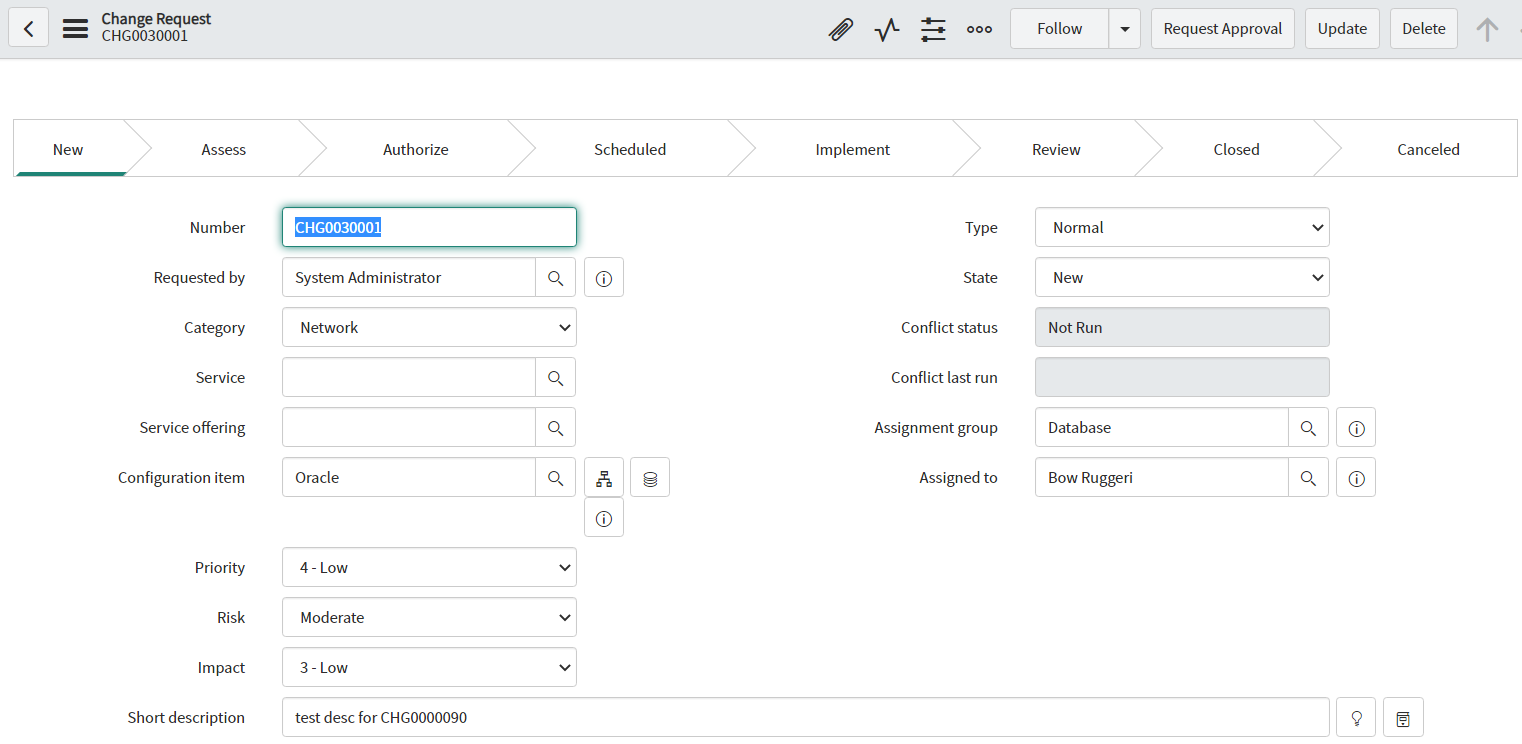 Change Request
CHG0030001
Follow
Request Approval
Update
Delete
New
Assess
Authorize
Scheduled
Implement
Review
Closed
Canceled
Number
CHG0030001
Type
Normal
Requested by
System Administrator
State
New
Category
Network
Conflict status
Not Run
Service
Conflict last run
Service offering
Assignment group
Database
Configuration item
Oracle
Assigned to
Bow Ruggeri
Priority
4 - Low
Risk
Moderate
Impact
3 - Low
Short description
test desc for CHG0000090